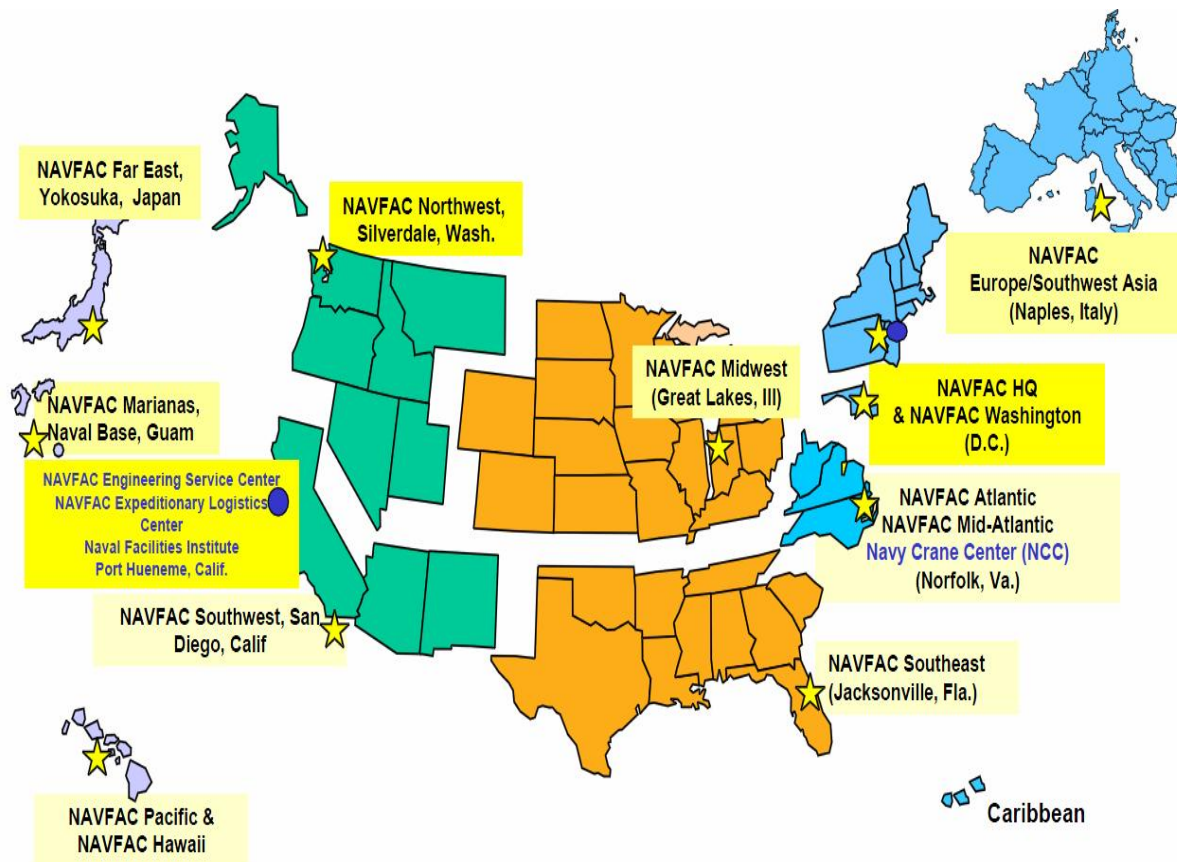 NAVFAC Far East,
Yokosuka, Japan
NAVFAC Northwest,
Silverdale, Wash.
NAVFAC
Europe/Southwest Asia
(Naples, Italy)
NAVFAC Midwest
(Great Lakes, Ill)
NAVFAC Marianas,
Naval Base, Guam
NAVFAC HQ
& NAVFAC Washington
(D.C.)
NAVFAC Engineering Service Center
NAVFAC Expeditionary Logistics
Center
Naval Facilities Institute
Port Hueneme, Calif.
NAVFAC Atlantic
NAVFAC Mid-Atlantic
Navy Crane Center (NCC)
(Norfolk, Va.)
NAVFAC Southwest, San
Diego, Calif
NAVFAC Southeast
(Jacksonville, Fla.)
NAVFAC Pacific &
NAVFAC Hawaii
Caribbean